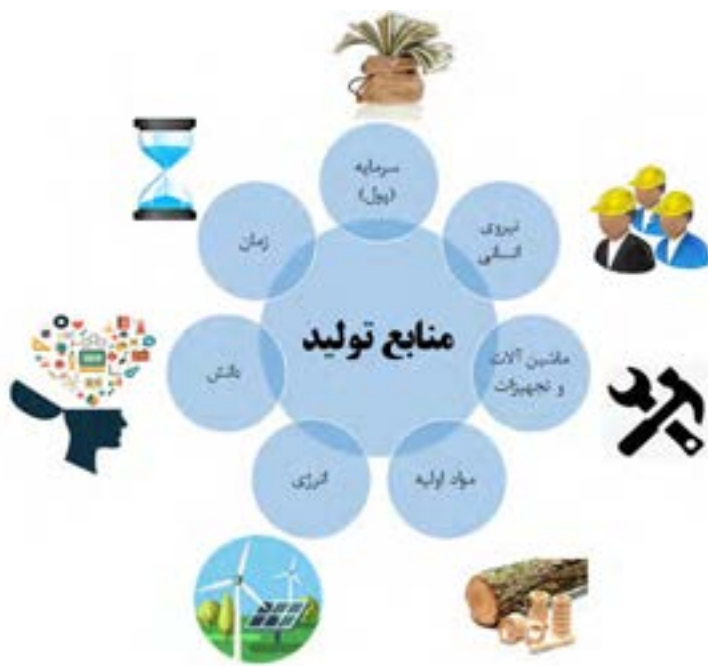 سرمایه
(پول)
نیروی
انسانی
ماشین آلات
و تجهیزات
مواد اولیه
انرژی
دانش
زمان
منابع تولید